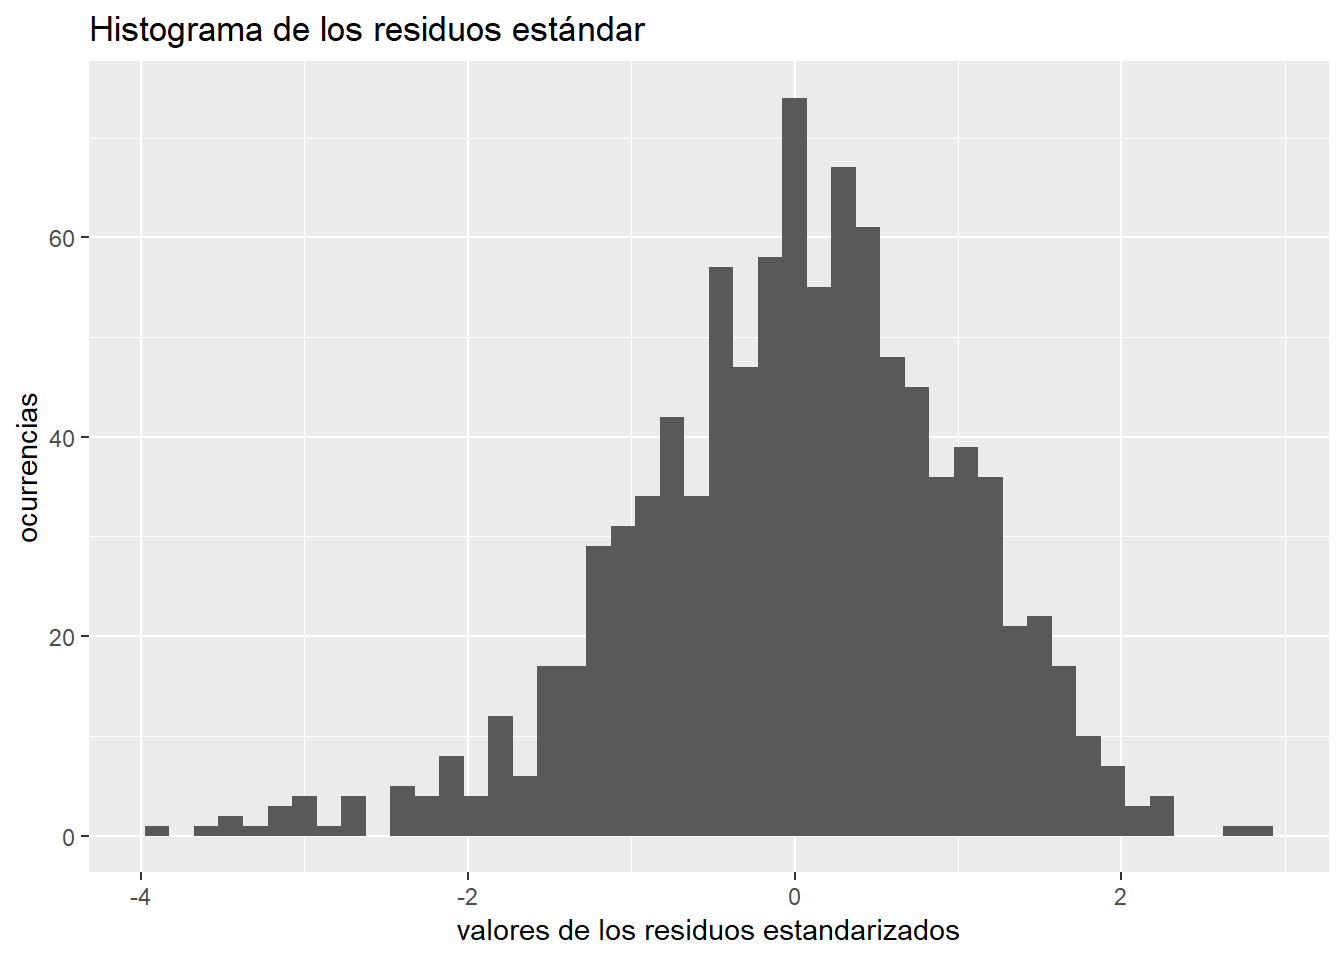 Histograma de los residuos estándar
ocurrencias
60
40
20
0
-4
-2
0
2
valores de los residuos estandarizados